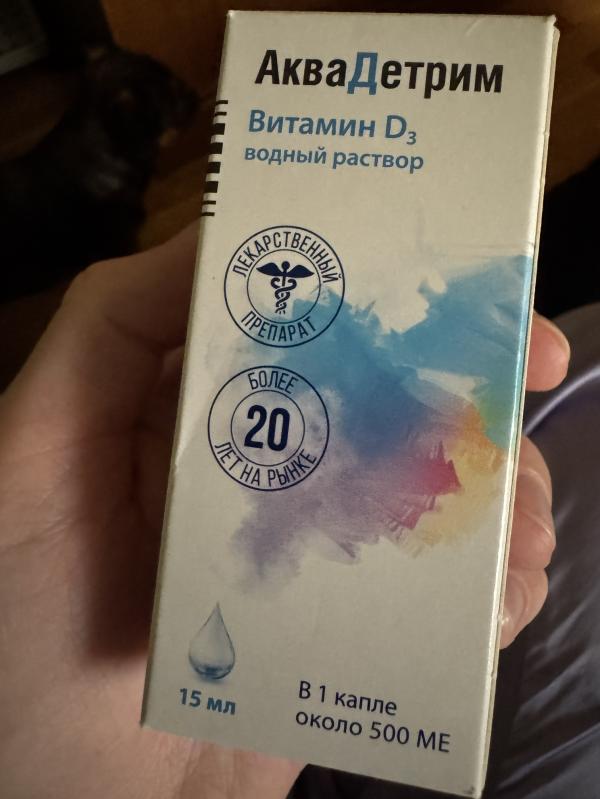 АкваДетрим
Витамин D₃
водный раствор
ЛЕКАРСТВЕННЫЙ
ПРЕПАРАТ
БОЛЕЕ
20
ЛЕТ НА РЫНКЕ
15 мл
В 1 капле
около 500 МЕ